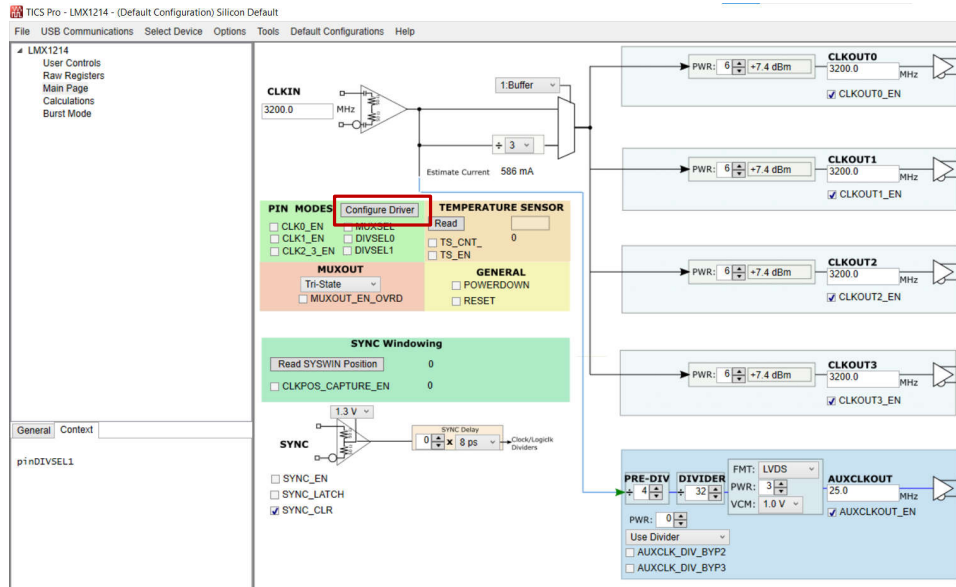 TICS Pro - LMX1214 - (Default Configuration) Silicon Default
File USB Communications Select Device Options Tools Default Configurations Help
LMX1214
User Controls
Raw Registers
Main Page
Calculations
Burst Mode
General Context
pinDIVSEL1
CLKIN
3200.0 MHz
1:Buffer
÷ 3
Estimate Current 586 mA
PIN MODES Configure Driver
CLK0_EN MUXSEL
CLK1_EN DIVSEL0
CLK2_3_EN DIVSEL1
TEMPERATURE SENSOR
Read
TS_CNT_ 0
TS_EN
MUXOUT
Tri-State
MUXOUT_EN_OVRD
GENERAL
POWERDOWN
RESET
SYNC Windowing
Read SYSWIN Position 0
CLKPOS_CAPTURE_EN 0
1.3 V
SYNC
SYNC Delay
0 x 8 ps
Clock/Logiclk
Dividers
SYNC_EN
SYNC_LATCH
SYNC_CLR
CLKOUT0
PWR: 6 +7.4 dBm 3200.0 MHz
CLKOUT0_EN
CLKOUT1
PWR: 6 +7.4 dBm 3200.0 MHz
CLKOUT1_EN
CLKOUT2
PWR: 6 +7.4 dBm 3200.0 MHz
CLKOUT2_EN
CLKOUT3
PWR: 6 +7.4 dBm 3200.0 MHz
CLKOUT3_EN
PRE-DIV DIVIDER
÷ 4 ÷ 32
FMT: LVDS
PWR: 3
VCM: 1.0 V
AUXCLKOUT
25.0 MHz
AUXCLKOUT_EN
PWR: 0
Use Divider
AUXCLK_DIV_BYP2
AUXCLK_DIV_BYP3